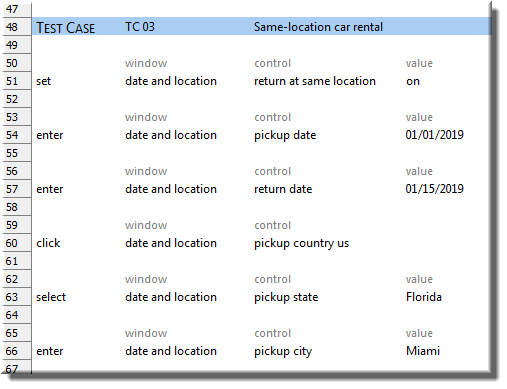 47
48 TEST CASE TC 03 Same-location car rental
49
50 window control value
51 set date and location return at same location on
52
53 window control value
54 enter date and location pickup date 01/01/2019
55
56 window control value
57 enter date and location return date 01/15/2019
58
59 window control
60 click date and location pickup country us
61
62 window control value
63 select date and location pickup state Florida
64
65 window control value
66 enter date and location pickup city Miami
67